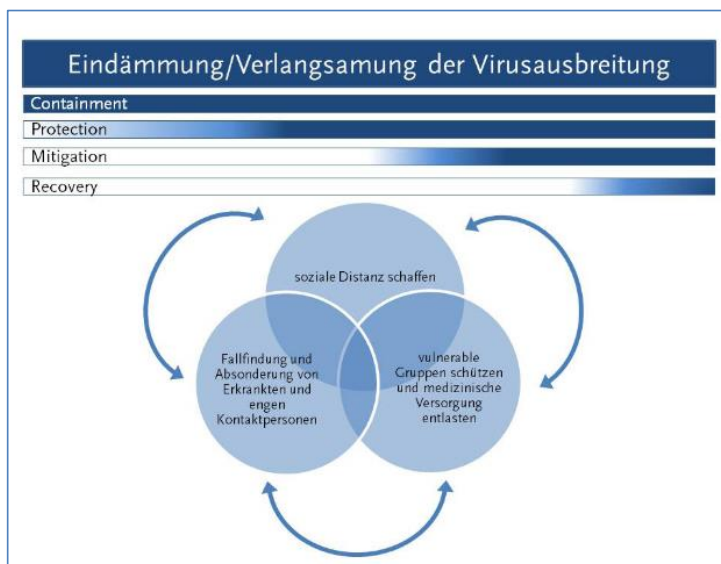 Eindämmung/Verlangsamung der Virusausbreitung
Containment
Protection
Mitigation
Recovery
soziale Distanz schaffen
Fallfindung und
Absonderung von
Erkrankten und
engen
Kontaktpersonen
vulnerable
Gruppen schützen
und medizinische
Versorgung
entlasten